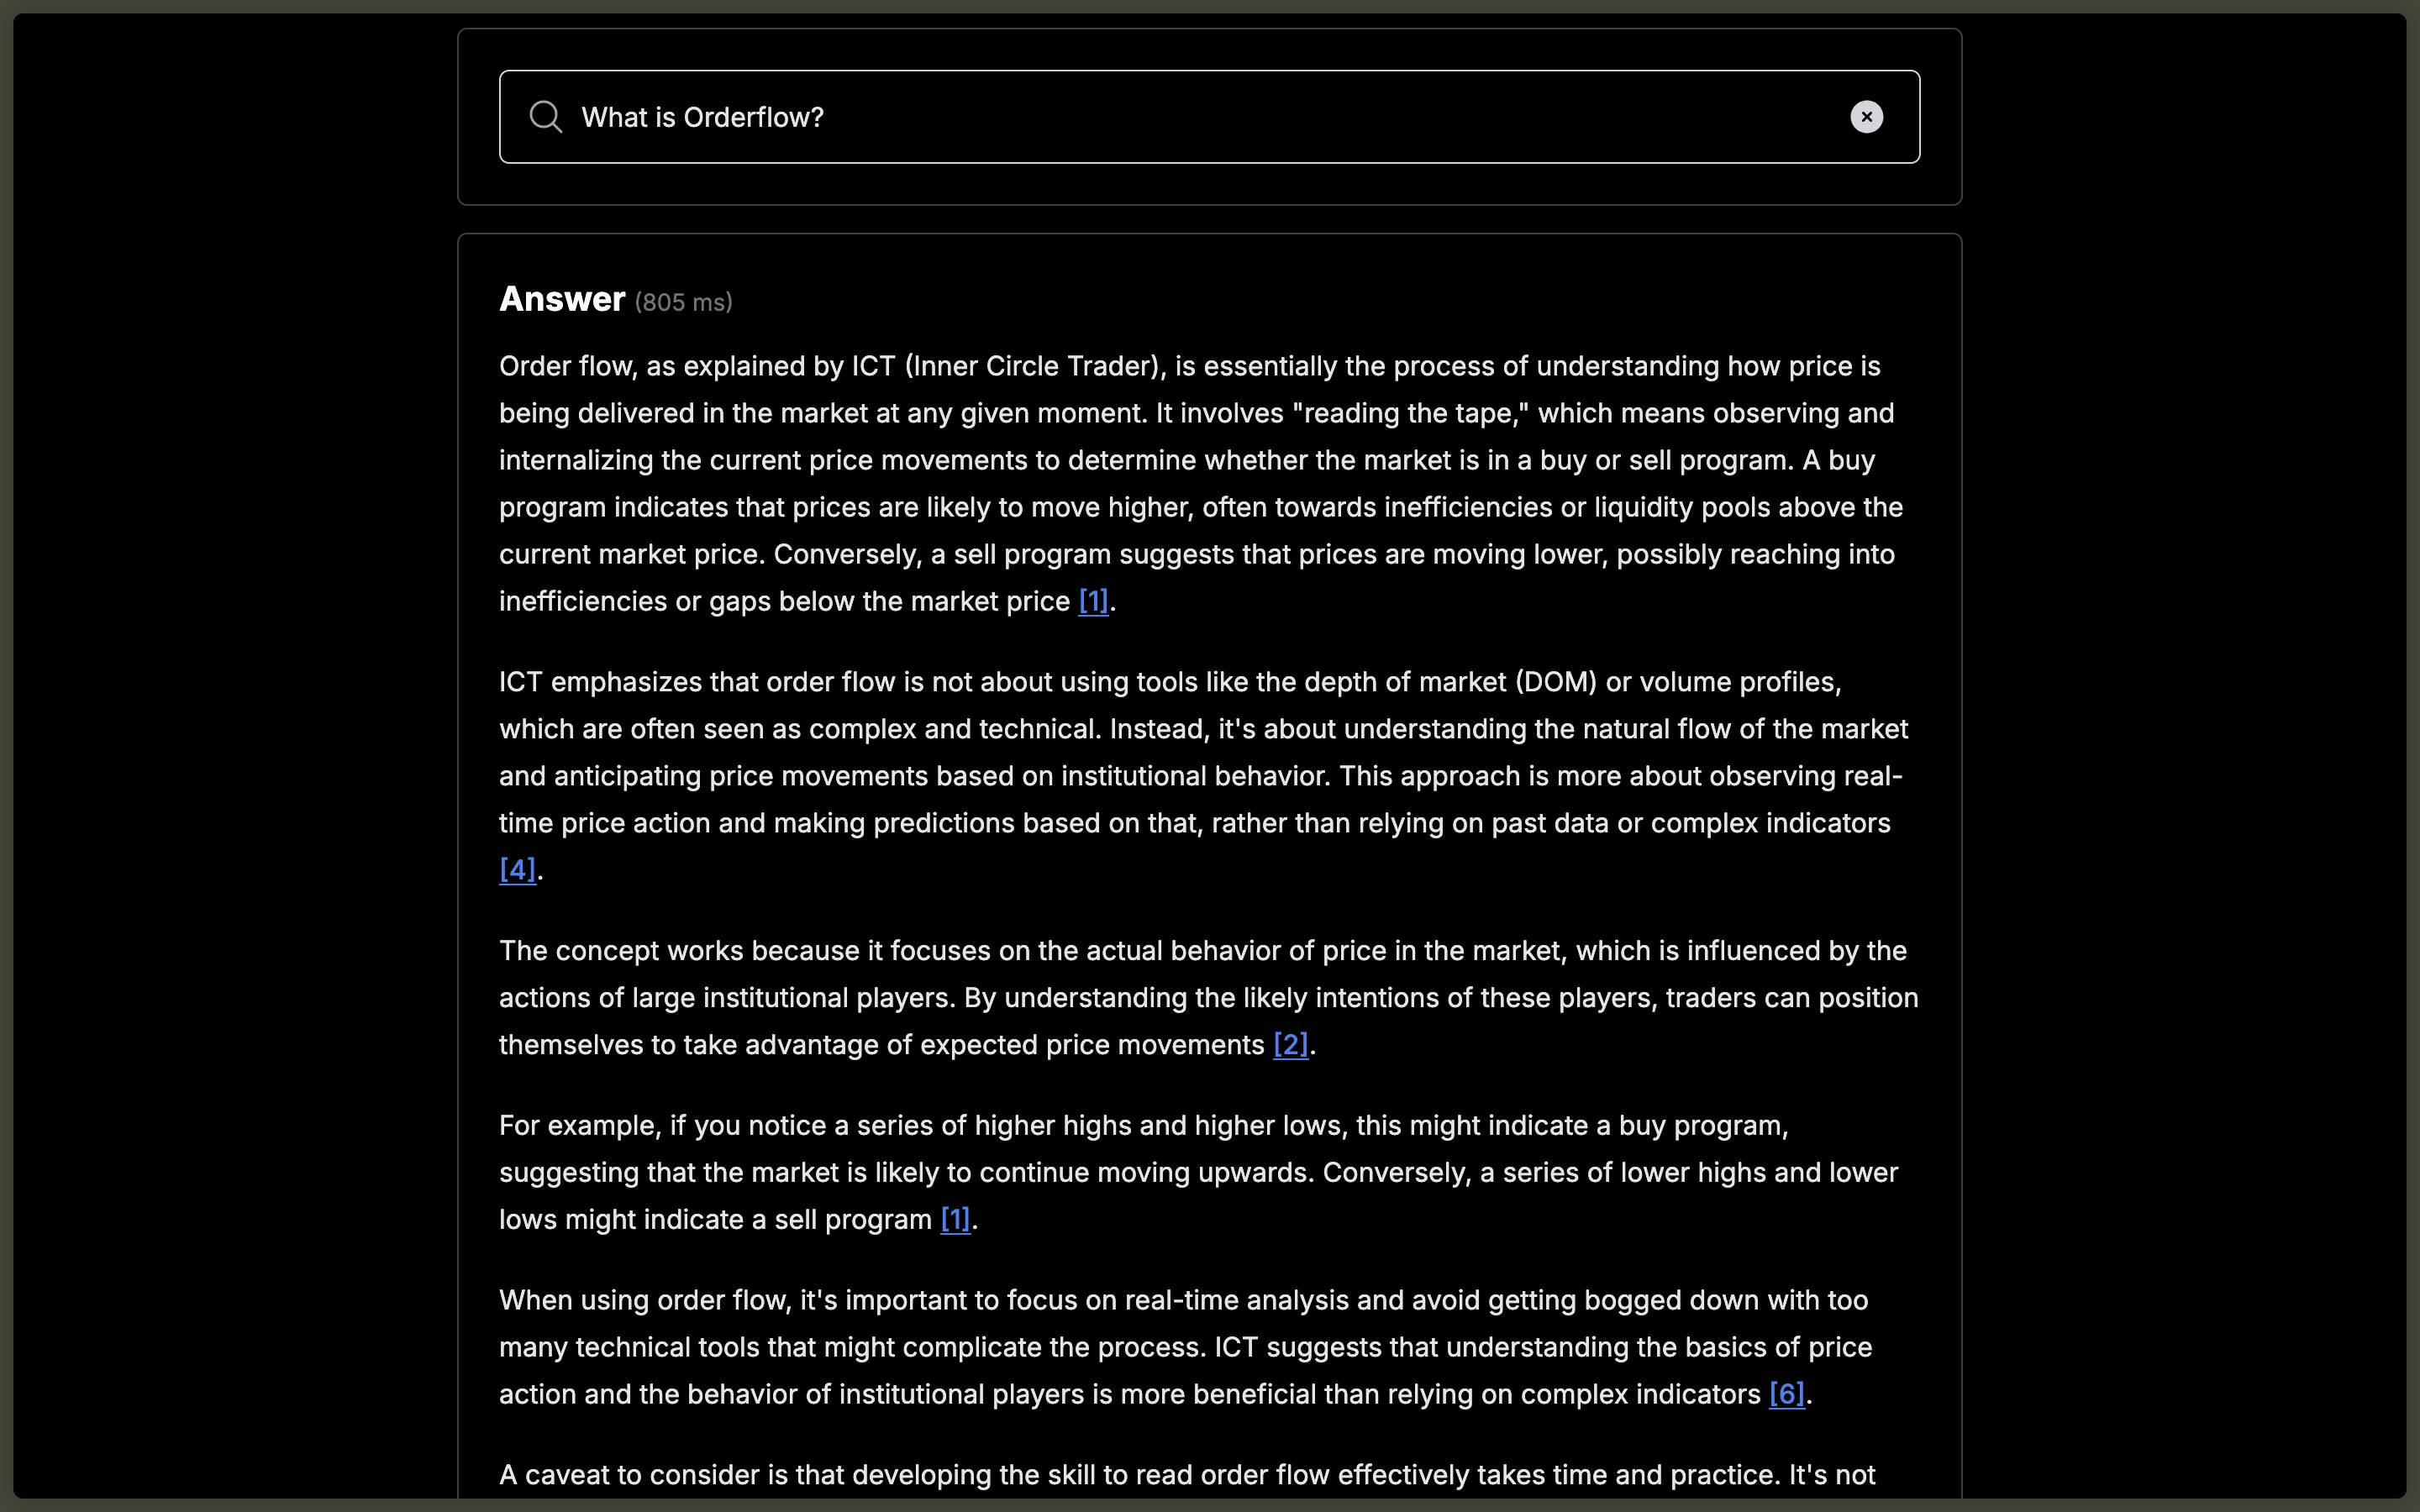 What is Orderflow?
Answer (805 ms)
Order flow, as explained by ICT (Inner Circle Trader), is essentially the process of understanding how price is
being delivered in the market at any given moment. It involves "reading the tape," which means observing and
internalizing the current price movements to determine whether the market is in a buy or sell program. A buy
program indicates that prices are likely to move higher, often towards inefficiencies or liquidity pools above the
current market price. Conversely, a sell program suggests that prices are moving lower, possibly reaching into
inefficiencies or gaps below the market price [1].
ICT emphasizes that order flow is not about using tools like the depth of market (DOM) or volume profiles,
which are often seen as complex and technical. Instead, it's about understanding the natural flow of the market
and anticipating price movements based on institutional behavior. This approach is more about observing real-
time price action and making predictions based on that, rather than relying on past data or complex indicators
[4].
The concept works because it focuses on the actual behavior of price in the market, which is influenced by the
actions of large institutional players. By understanding the likely intentions of these players, traders can position
themselves to take advantage of expected price movements [2].
For example, if you notice a series of higher highs and higher lows, this might indicate a buy program,
suggesting that the market is likely to continue moving upwards. Conversely, a series of lower highs and lower
lows might indicate a sell program [1].
When using order flow, it's important to focus on real-time analysis and avoid getting bogged down with too
many technical tools that might complicate the process. ICT suggests that understanding the basics of price
action and the behavior of institutional players is more beneficial than relying on complex indicators [6].
A caveat to consider is that developing the skill to read order flow effectively takes time and practice. It's not